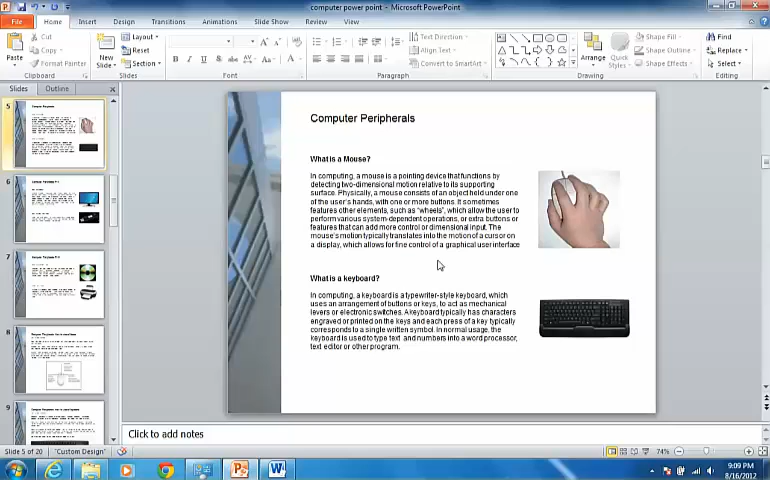 computer power point - Microsoft PowerPoint
File Home Insert Design Transitions Animations Slide Show Review View
Cut
Copy
Format Painter
Paste
Clipboard
New Slide
Layout
Reset
Section
Slides
B I U S abc AV Aa A
Font
Paragraph
Text Direction
Align Text
Convert to SmartArt
Arrange
Quick Styles
Shape Fill
Shape Outline
Shape Effects
Drawing
Find
Replace
Select
Editing
Slides Outline
5
6
7
8
9
Computer Peripherals
What is a Mouse?
In computing, a mouse is a pointing device that functions by
detecting two-dimensional motion relative to its supporting
surface. Physically, a mouse consists of an object held under one
of the user's hands, with one or more buttons. It sometimes
features other elements, such as "wheels", which allow the user to
perform various system-dependent operations, or extra buttons or
features that can add more control or dimensional input. The
mouse's motion typically translates into the motion of a cursor on
a display, which allows for fine control of a graphical user interface
What is a keyboard?
In computing, a keyboard is a typewriter-style keyboard, which
uses an arrangement of buttons or keys, to act as mechanical
levers or electronic switches. A keyboard typically has characters
engraved or printed on the keys and each press of a key typically
corresponds to a single written symbol. In normal usage, the
keyboard is used to type text and numbers into a word processor,
text editor or other program.
Click to add notes
Slide 5 of 20 "Custom Design" 74%
9:09 PM
8/16/2012